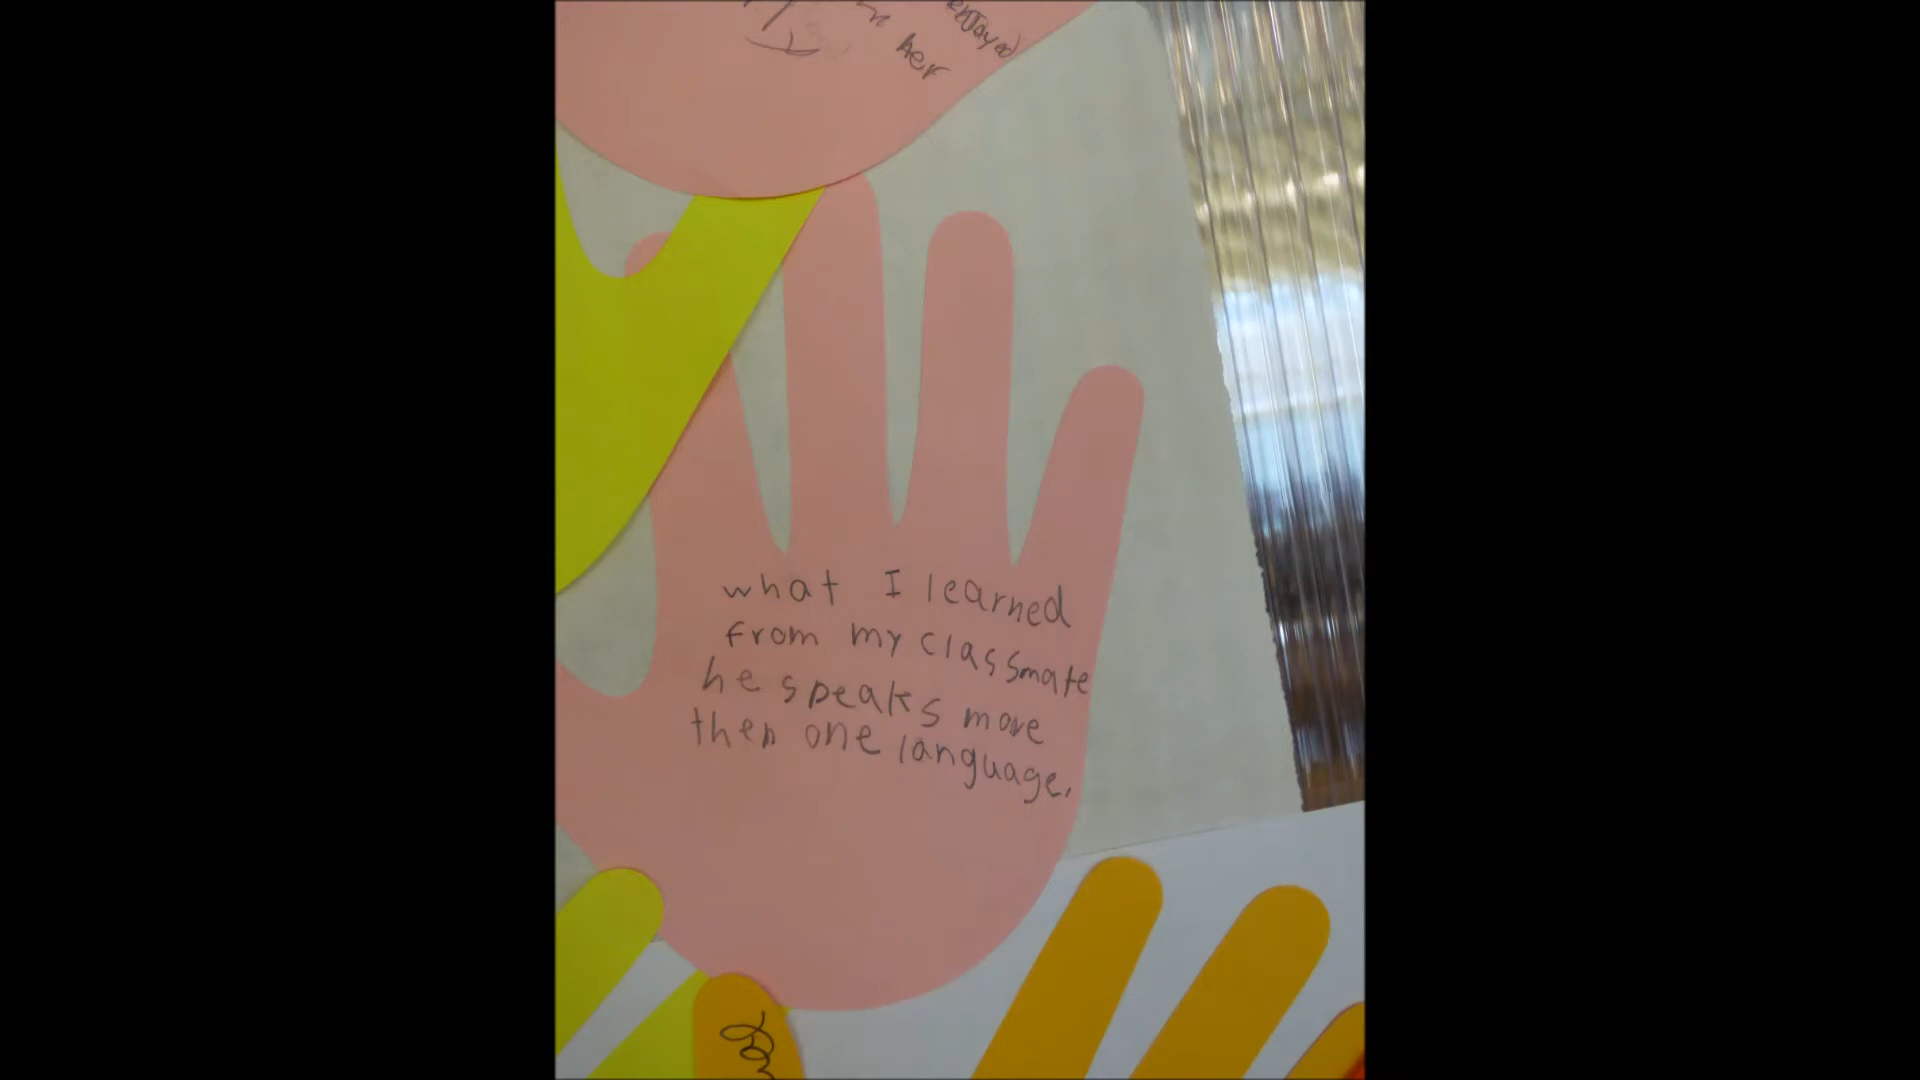 her
what I learned
from my classmate
he speaks more
then one language.